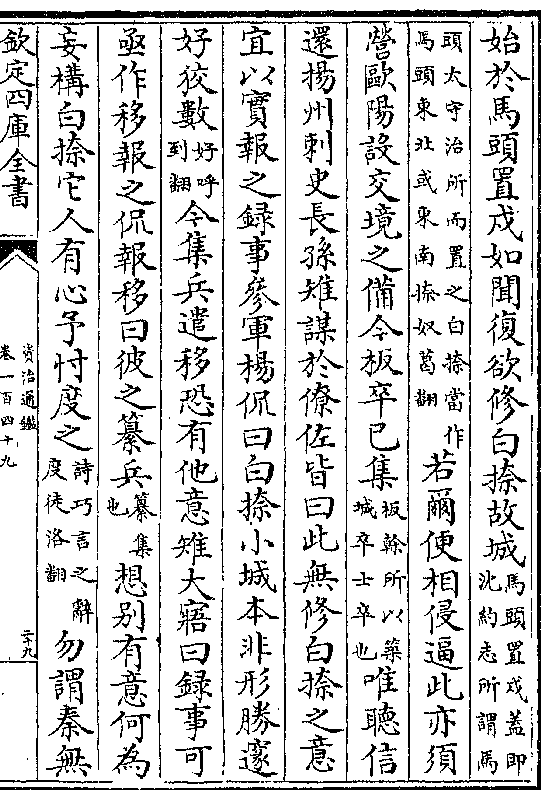 始於馬頭置戍如聞復欲修白捺故城馬頭置戍蓋即
沈約志所謂馬
頭太守治所而置之白捺當作
馬頭東北或東南捺奴葛翻
若爾便相侵逼此亦須
營歐陽設交境之備今板卒已集板幹所以築
城卒士卒也
唯聽信
還揚州刺史長孫雉謀於僚佐皆曰此無修白捺之意
宜以實報之録事參軍楊侃曰白捺小城本非形勝邃
好狡數好呼
到翻
今集兵遣移恐有他意雉大寤曰録事可
亟作移報之侃報移曰彼之纂兵纂集
也
想别有意何為
妄構白捺它人有心予忖度之詩巧言之辭
度徒洛翻
勿謂秦無
欽定四庫全書
資治通鑑
卷一百四十九
二十九